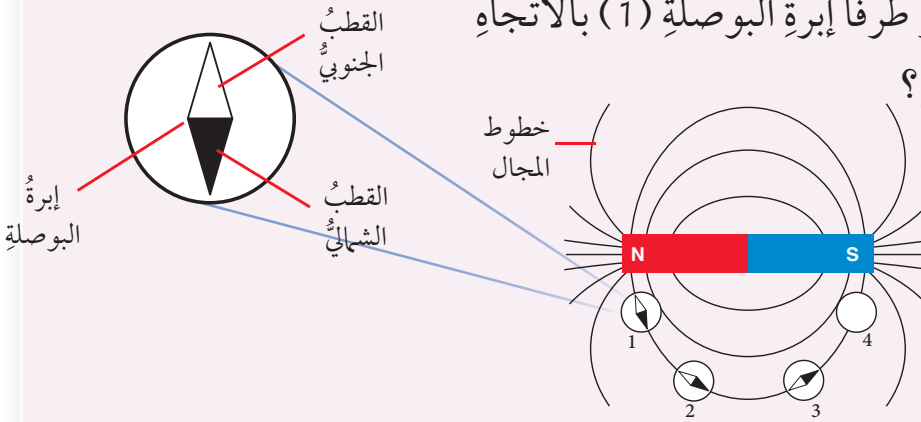 طرفا إبرةِ البوصلةِ (1) بالاتجاهِ
؟
القطبُ
الجنوبيُّ
خطوط
المجال
إبرةُ
البوصلةِ
القطبُ
الشماليُّ
N
S
1
2
3
4